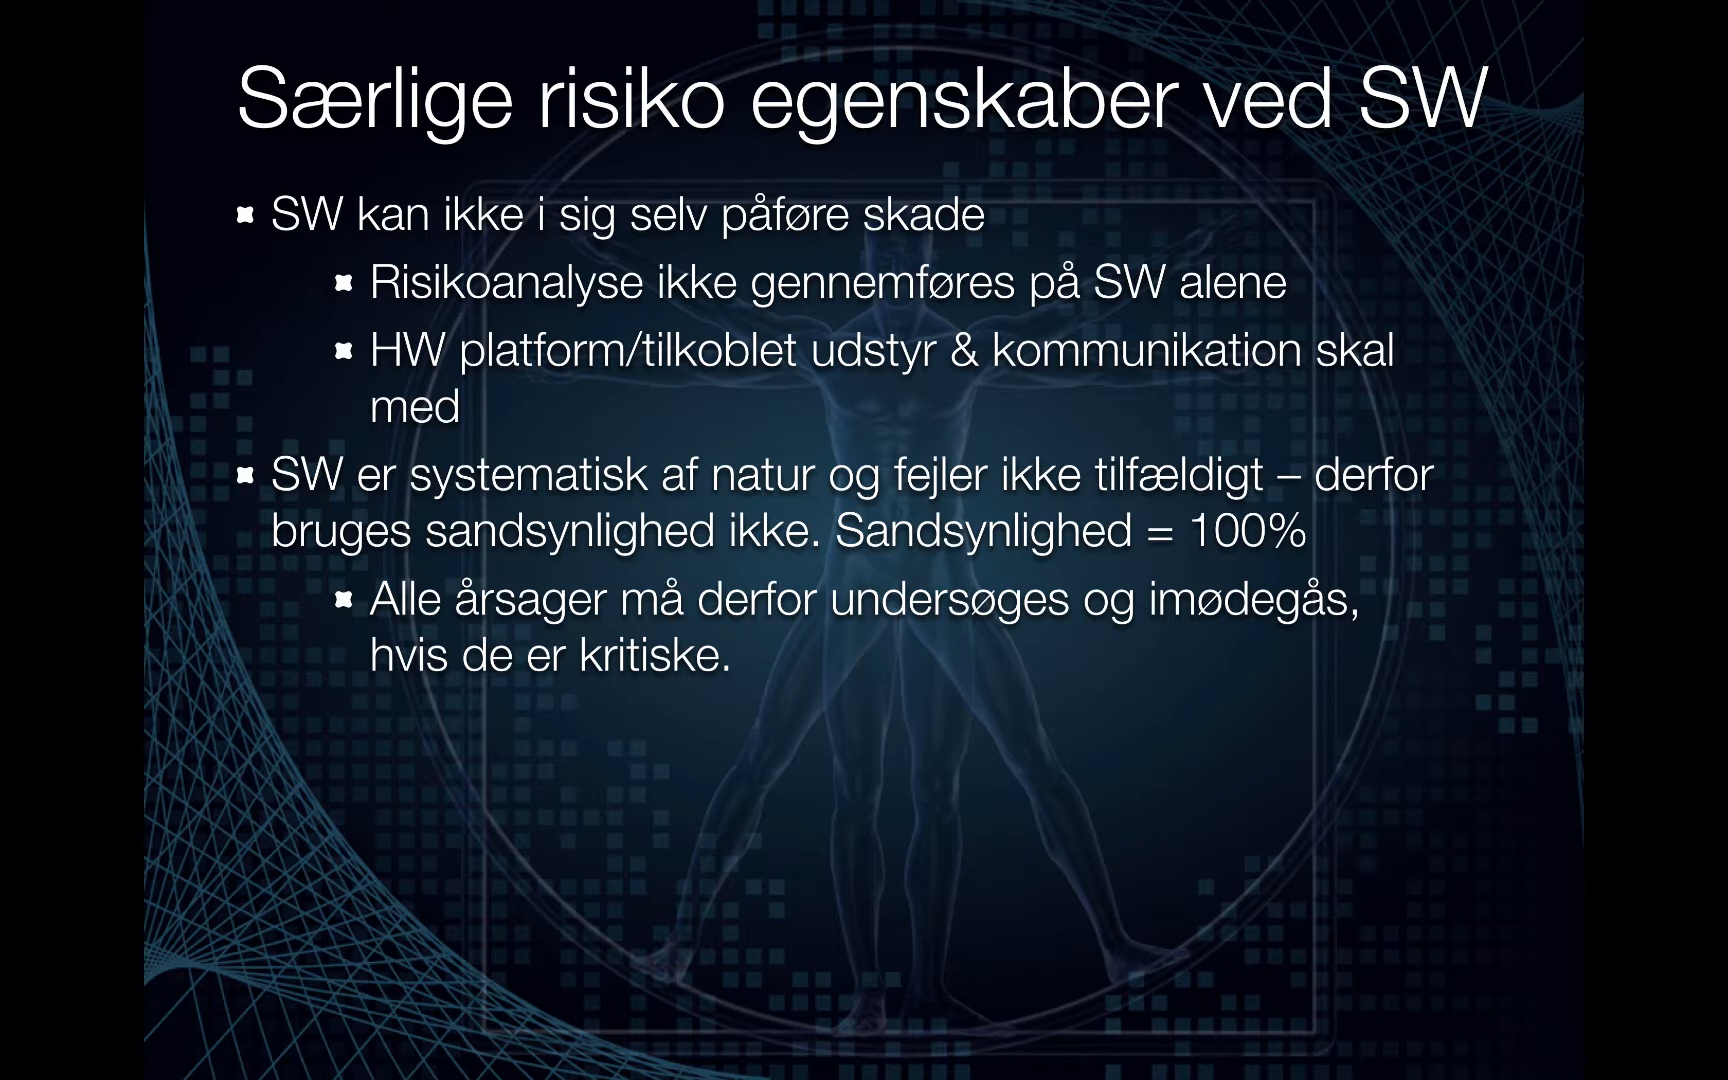 Særlige risiko egenskaber ved SW
SW kan ikke i sig selv påføre skade
Risikoanalyse ikke gennemføres på SW alene
HW platform/tilkoblet udstyr & kommunikation skal
med
SW er systematisk af natur og fejler ikke tilfældigt – derfor
bruges sandsynlighed ikke. Sandsynlighed = 100%
Alle årsager må derfor undersøges og imødegås,
hvis de er kritiske.